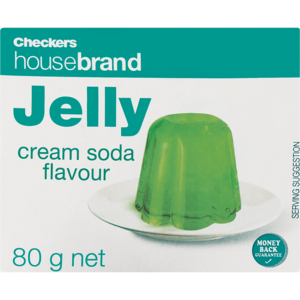 Checkers
housebrand
Jelly
cream soda
flavour
80 g net
SERVING SUGGESTION
MONEY
BACK
GUARANTEE